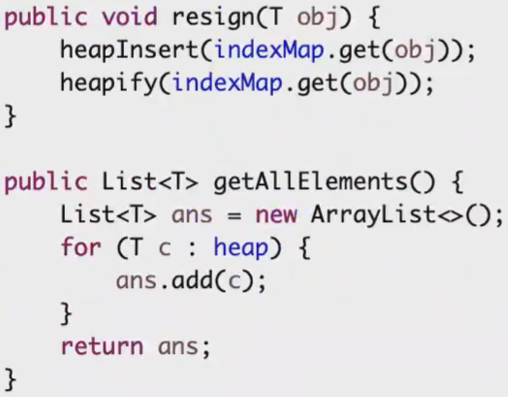 public void resign(T obj) {
    heapInsert(indexMap.get(obj));
    heapify(indexMap.get(obj));
}

public List<T> getAllElements() {
    List<T> ans = new ArrayList<>();
    for (T c : heap) {
        ans.add(c);
    }
    return ans;
}